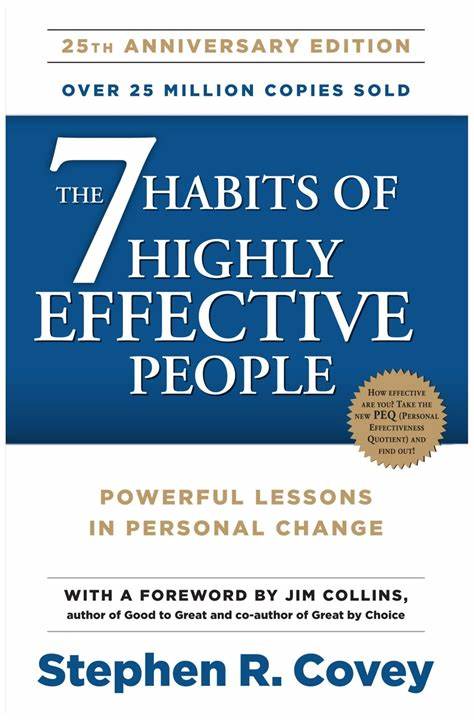 25TH ANNIVERSARY EDITION
OVER 25 MILLION COPIES SOLD
THE 7 HABITS OF
HIGHLY
EFFECTIVE
PEOPLE
How effective
are you? Take the
new PEQ (Personal
Effectiveness
Quotient) and
find out!
POWERFUL LESSONS
IN PERSONAL CHANGE
WITH A FOREWORD BY JIM COLLINS,
author of Good to Great and co-author of Great by Choice
Stephen R. Covey